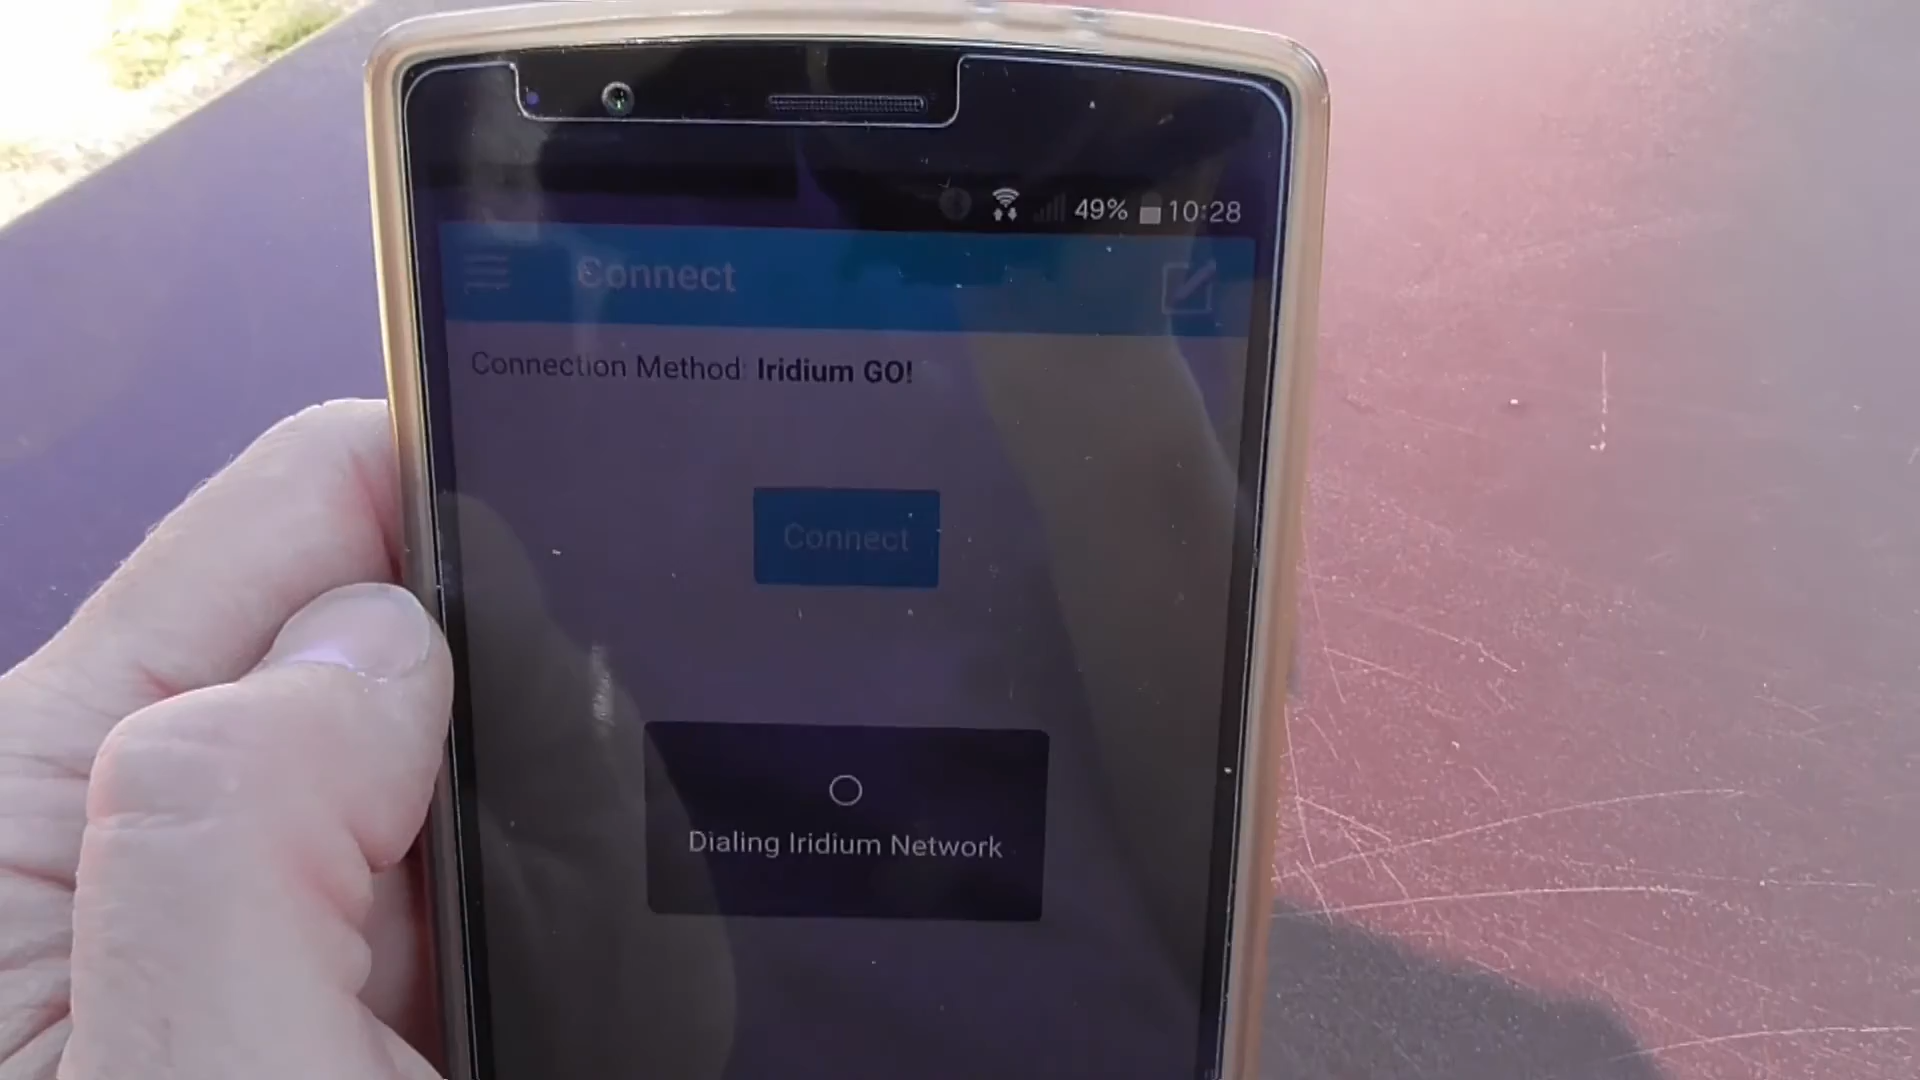 49% 10:28
Connect
Connection Method: Iridium GO!
Connect
Dialing Iridium Network